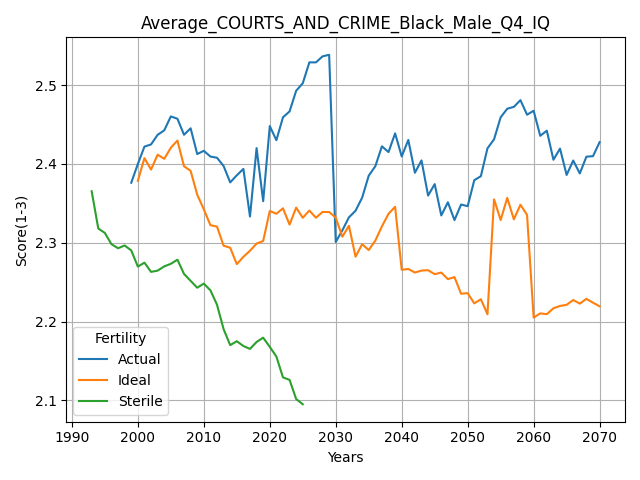 Average_COURTS_AND_CRIME_Black_Male_Q4_IQ
Score(1-3)
2.5
2.4
2.3
2.2
2.1
Fertility
Actual
Ideal
Sterile
1990 2000 2010 2020 2030 2040 2050 2060 2070
Years